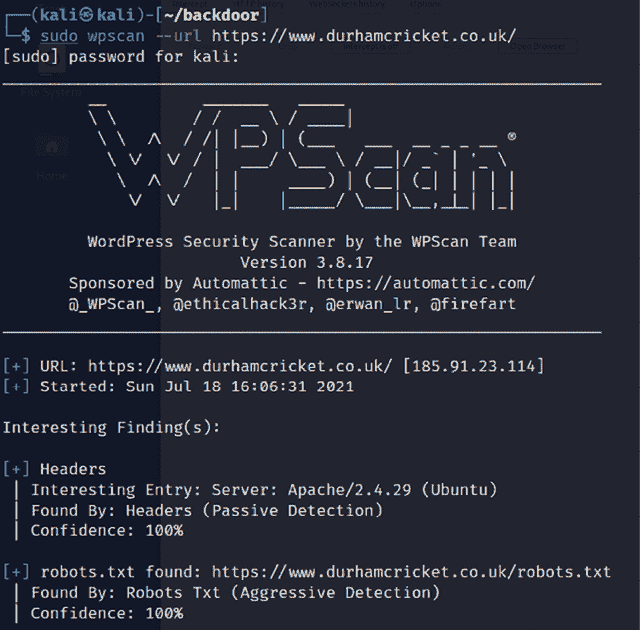 (kali㉿kali)-[~/backdoor]
$ sudo wpscan --url https://www.durhamcricket.co.uk/
[sudo] password for kali:
WPScan®
WordPress Security Scanner by the WPScan Team
Version 3.8.17
Sponsored by Automattic - https://automattic.com/
@_WPScan_, @ethicalhack3r, @erwan_lr, @firefart
[+] URL: https://www.durhamcricket.co.uk/ [185.91.23.114]
[+] Started: Sun Jul 18 16:06:31 2021
Interesting Finding(s):
[+] Headers
| Interesting Entry: Server: Apache/2.4.29 (Ubuntu)
| Found By: Headers (Passive Detection)
| Confidence: 100%
[+] robots.txt found: https://www.durhamcricket.co.uk/robots.txt
| Found By: Robots Txt (Aggressive Detection)
| Confidence: 100%